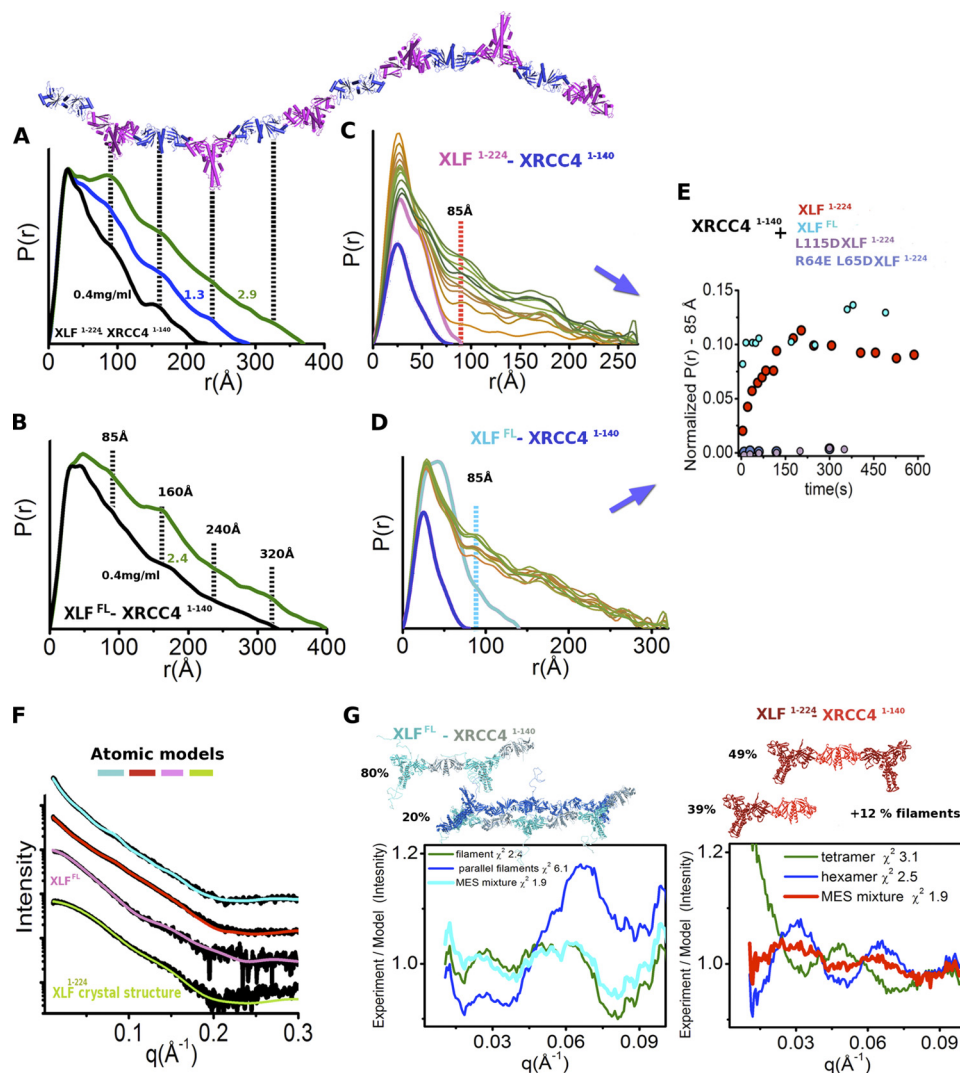 A
P(r)
0.4mg/ml
1.3
2.9
XLF 1-224 - XRCC4 1-140
0 100 200 300 400
r(Å)
C
XLF 1-224 - XRCC4 1-140
85Å
P(r)
0 50 100 150 200 250
r(Å)
E
XRCC4 1-140 +
XLF 1-224
XLF FL
L115DXLF 1-224
R64E L65DXLF 1-224
Normalized P(r) - 85 Å
0.15
0.10
0.05
0.00
0 150 300 450 600
time(s)
B
P(r)
85Å
160Å
240Å
320Å
2.4
0.4mg/ml
XLF FL - XRCC4 1-140
0 100 200 300 400
r(Å)
D
XLF FL - XRCC4 1-140
85Å
P(r)
0 50 100 150 200 250 300
r(Å)
F
Atomic models
Intensity
XLF FL
XLF 1-224 crystal structure
0.1 0.2 0.3
q(Å-1)
G
XLF FL - XRCC4 1-140
80%
20%
filament χ2 2.4
parallel filaments χ2 6.1
MES mixture χ2 1.9
Experiment / Model (Intesnity)
1.2
1.0
0.03 0.06 0.09
q(Å-1)
XLF 1-224 - XRCC4 1-140
49%
39%
+12 % filaments
tetramer χ2 3.1
hexamer χ2 2.5
MES mixture χ2 1.9
Experiment / Model (Intesnity)
1.2
1.0
0.03 0.06 0.09
q(Å-1)